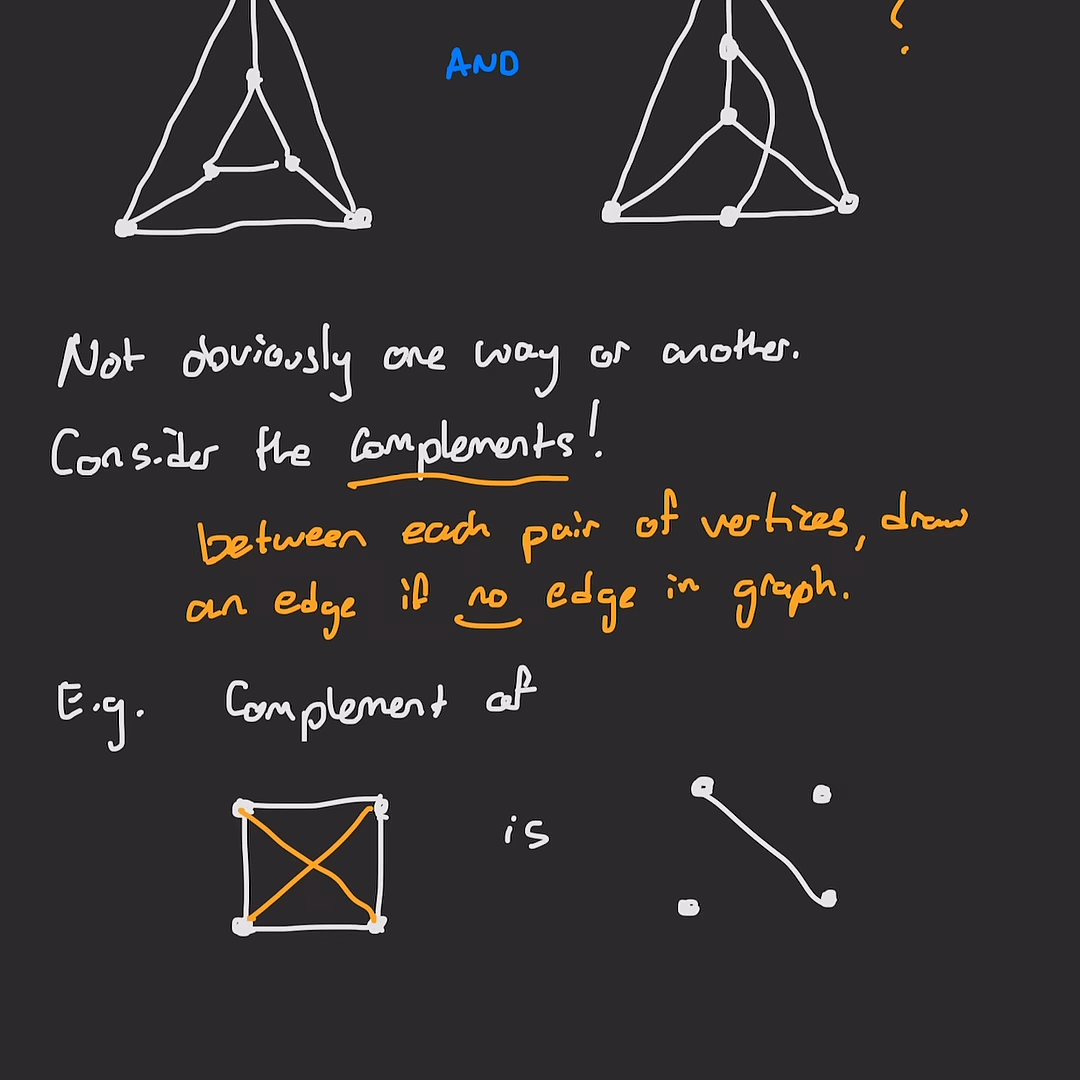 AND
?
Not obviously one way or another.
Consider the complements!
between each pair of vertices, draw
an edge if no edge in graph.
E.g. Complement of
is